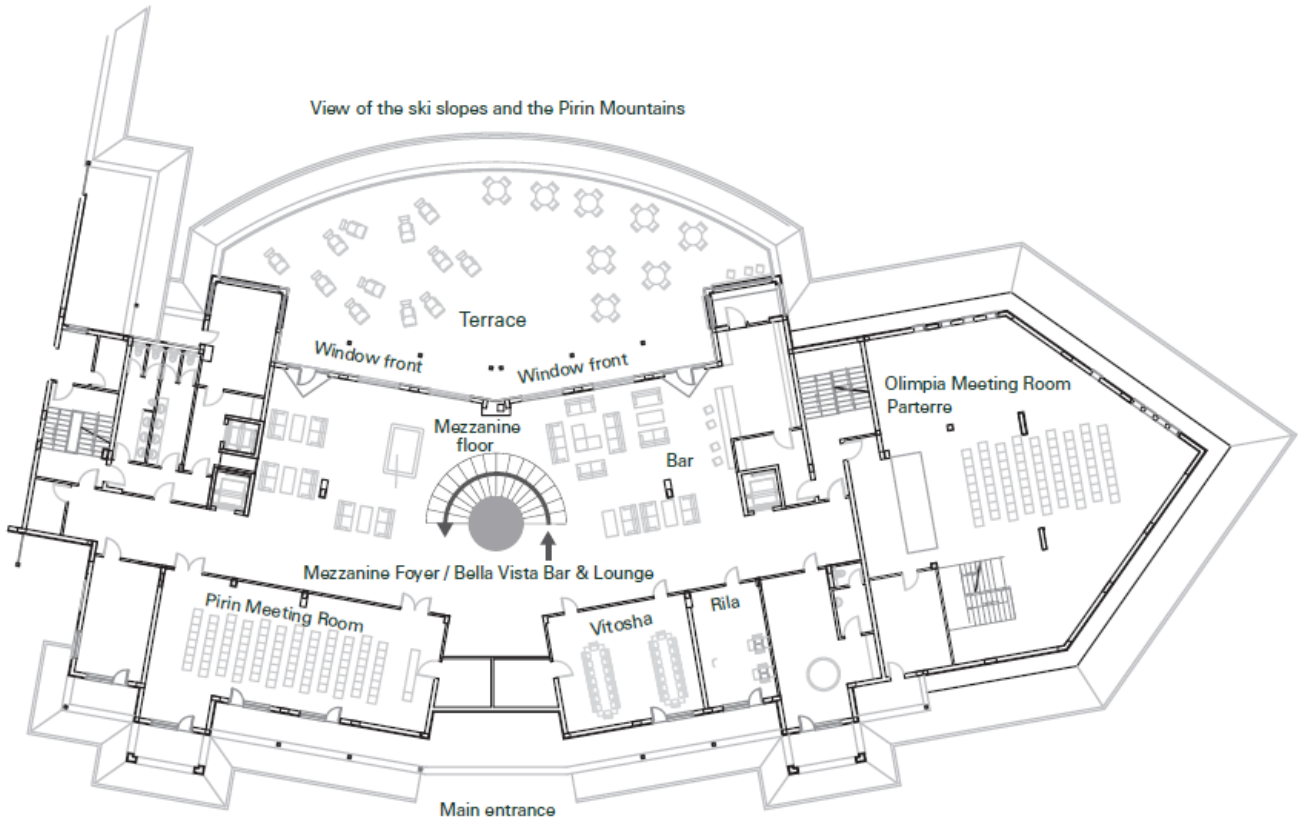 View of the ski slopes and the Pirin Mountains
Terrace
Window front
Window front
Olimpia Meeting Room
Parterre
Mezzanine
floor
Bar
Mezzanine Foyer / Bella Vista Bar & Lounge
Pirin Meeting Room
Vitosha
Rila
Main entrance